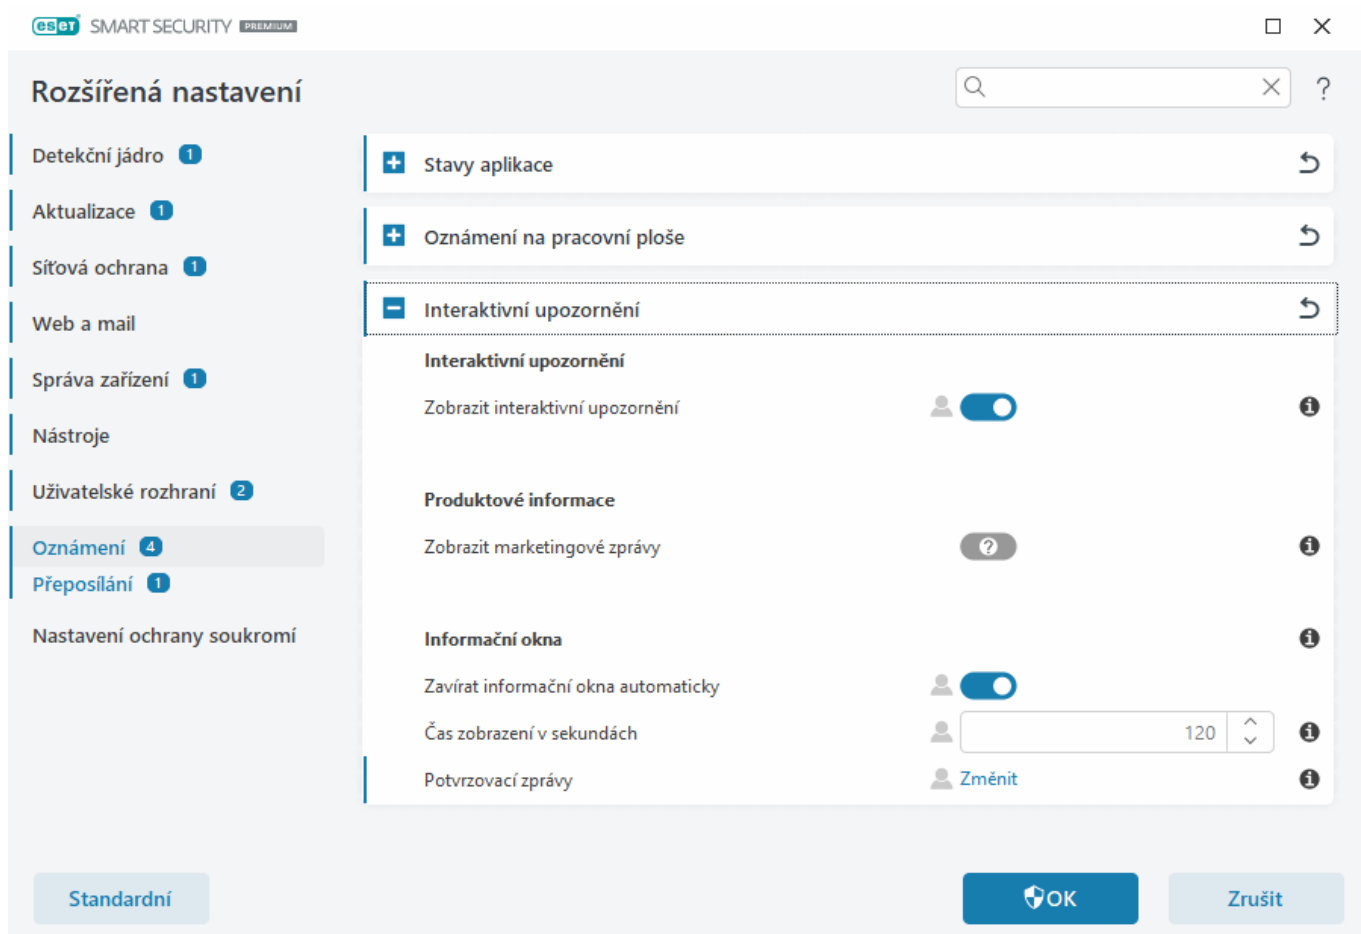 eset SMART SECURITY PREMIUM
Rozšířená nastavení
?
Detekční jádro 1
Aktualizace 1
Síťová ochrana 1
Web a mail
Správa zařízení 1
Nástroje
Uživatelské rozhraní 2
Oznámení 4
Přeposílání 1
Nastavení ochrany soukromí
Stavy aplikace
Oznámení na pracovní ploše
Interaktivní upozornění
Interaktivní upozornění
Zobrazit interaktivní upozornění
Produktové informace
Zobrazit marketingové zprávy ?
Informační okna
Zavírat informační okna automaticky
Čas zobrazení v sekundách 120
Potvrzovací zprávy Změnit
Standardní
OK
Zrušit